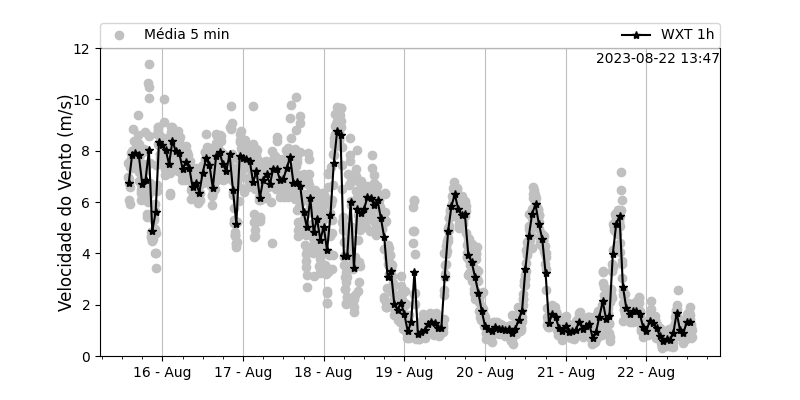 Média 5 min
WXT 1h
2023-08-22 13:47
Velocidade do Vento (m/s)
12
10
8
6
4
2
0
16 - Aug
17 - Aug
18 - Aug
19 - Aug
20 - Aug
21 - Aug
22 - Aug